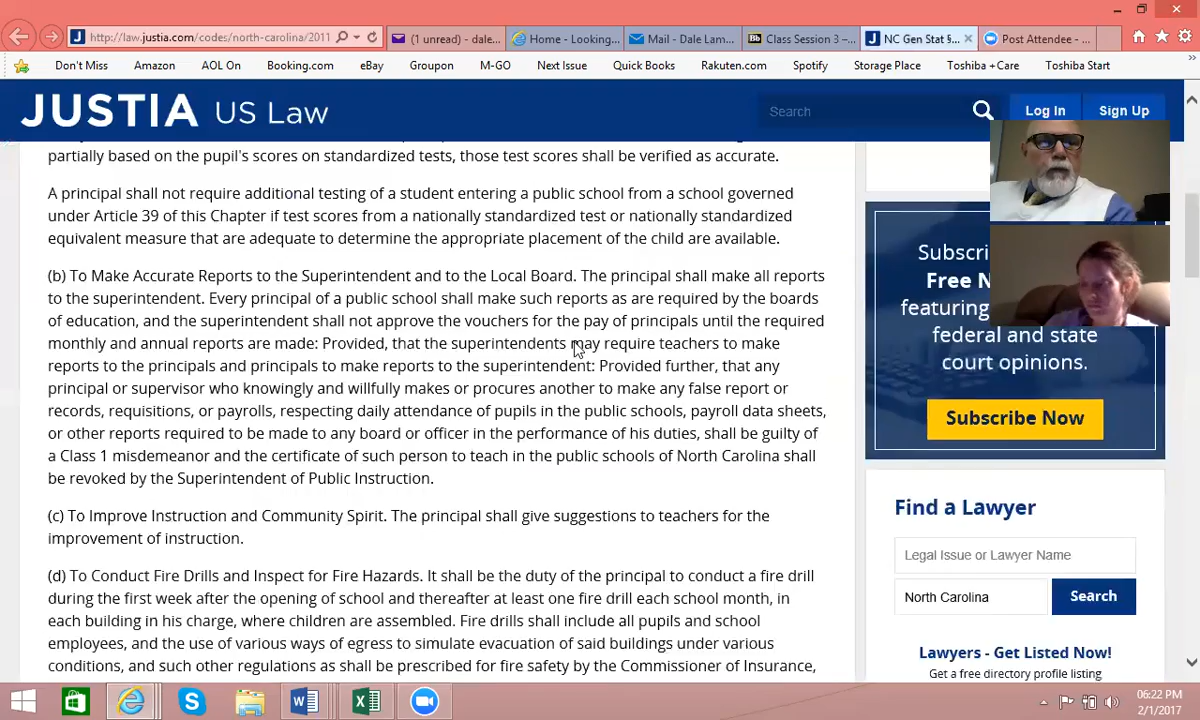 http://law.justia.com/codes/north-carolina/2011
(1 unread) - dale...
Home - Looking...
Mail - Dale Lam...
Bb Class Session 3 –...
J NC Gen Stat §...
Post Attendee - ...
Don't Miss Amazon AOL On Booking.com eBay Groupon M-GO Next Issue Quick Books Rakuten.com Spotify Storage Place Toshiba +Care Toshiba Start
JUSTIA US Law
Search
Log In
Sign Up
partially based on the pupil's scores on standardized tests, those test scores shall be verified as accurate.
A principal shall not require additional testing of a student entering a public school from a school governed
under Article 39 of this Chapter if test scores from a nationally standardized test or nationally standardized
equivalent measure that are adequate to determine the appropriate placement of the child are available.
(b) To Make Accurate Reports to the Superintendent and to the Local Board. The principal shall make all reports
to the superintendent. Every principal of a public school shall make such reports as are required by the boards
of education, and the superintendent shall not approve the vouchers for the pay of principals until the required
monthly and annual reports are made: Provided, that the superintendents may require teachers to make
reports to the principals and principals to make reports to the superintendent: Provided further, that any
principal or supervisor who knowingly and willfully makes or procures another to make any false report or
records, requisitions, or payrolls, respecting daily attendance of pupils in the public schools, payroll data sheets,
or other reports required to be made to any board or officer in the performance of his duties, shall be guilty of
a Class 1 misdemeanor and the certificate of such person to teach in the public schools of North Carolina shall
be revoked by the Superintendent of Public Instruction.
(c) To Improve Instruction and Community Spirit. The principal shall give suggestions to teachers for the
improvement of instruction.
(d) To Conduct Fire Drills and Inspect for Fire Hazards. It shall be the duty of the principal to conduct a fire drill
during the first week after the opening of school and thereafter at least one fire drill each school month, in
each building in his charge, where children are assembled. Fire drills shall include all pupils and school
employees, and the use of various ways of egress to simulate evacuation of said buildings under various
conditions, and such other regulations as shall be prescribed for fire safety by the Commissioner of Insurance,
Subscri
Free N
featuring
federal and state
court opinions.
Subscribe Now
Find a Lawyer
Legal Issue or Lawyer Name
North Carolina
Search
Lawyers - Get Listed Now!
Get a free directory profile listing
06:22 PM
2/1/2017